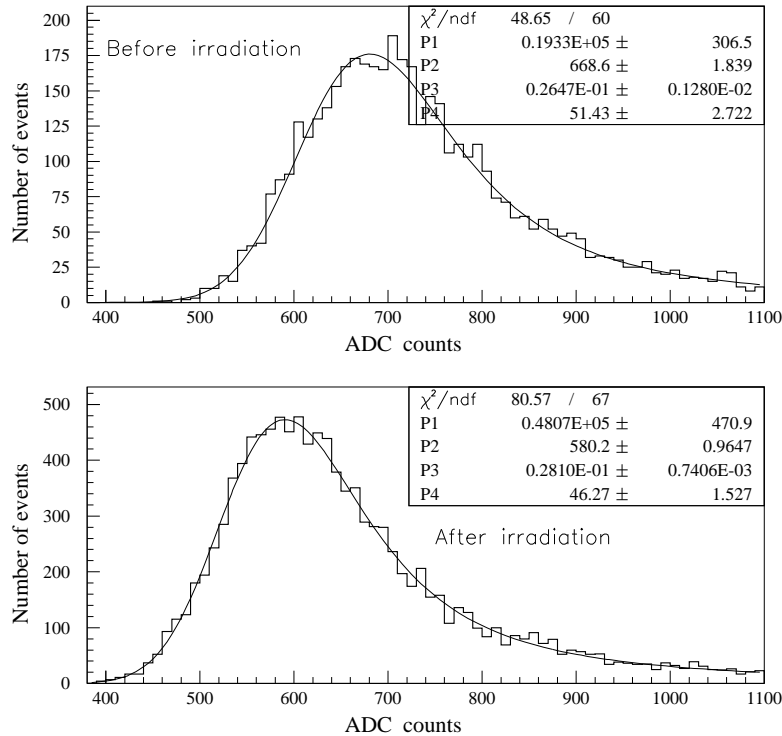 200
175
150
125
100
75
50
25
0
Number of events
Before irradiation
χ²/ndf 48.65 / 60
P1 0.1933E+05 ± 306.5
P2 668.6 ± 1.839
P3 0.2647E-01 ± 0.1280E-02
P4 51.43 ± 2.722
400 500 600 700 800 900 1000 1100
ADC counts
500
400
300
200
100
0
Number of events
χ²/ndf 80.57 / 67
P1 0.4807E+05 ± 470.9
P2 580.2 ± 0.9647
P3 0.2810E-01 ± 0.7406E-03
P4 46.27 ± 1.527
After irradiation
400 500 600 700 800 900 1000 1100
ADC counts